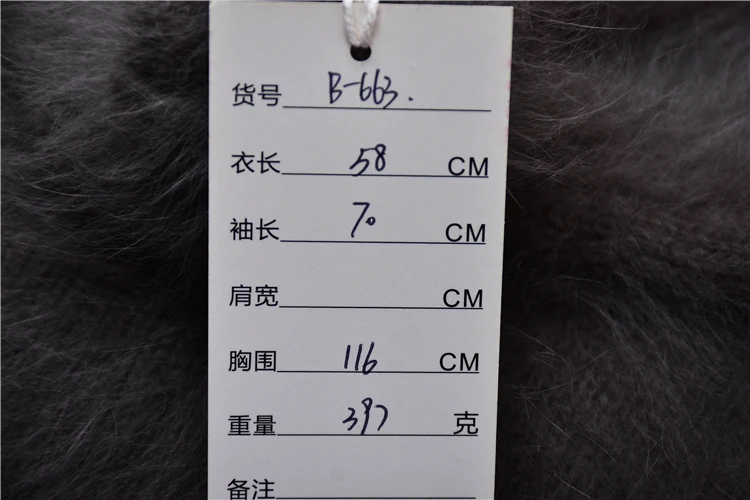 货号 B-663.
衣长 58 CM
袖长 70 CM
肩宽 CM
胸围 116 CM
重量 397 克
备注